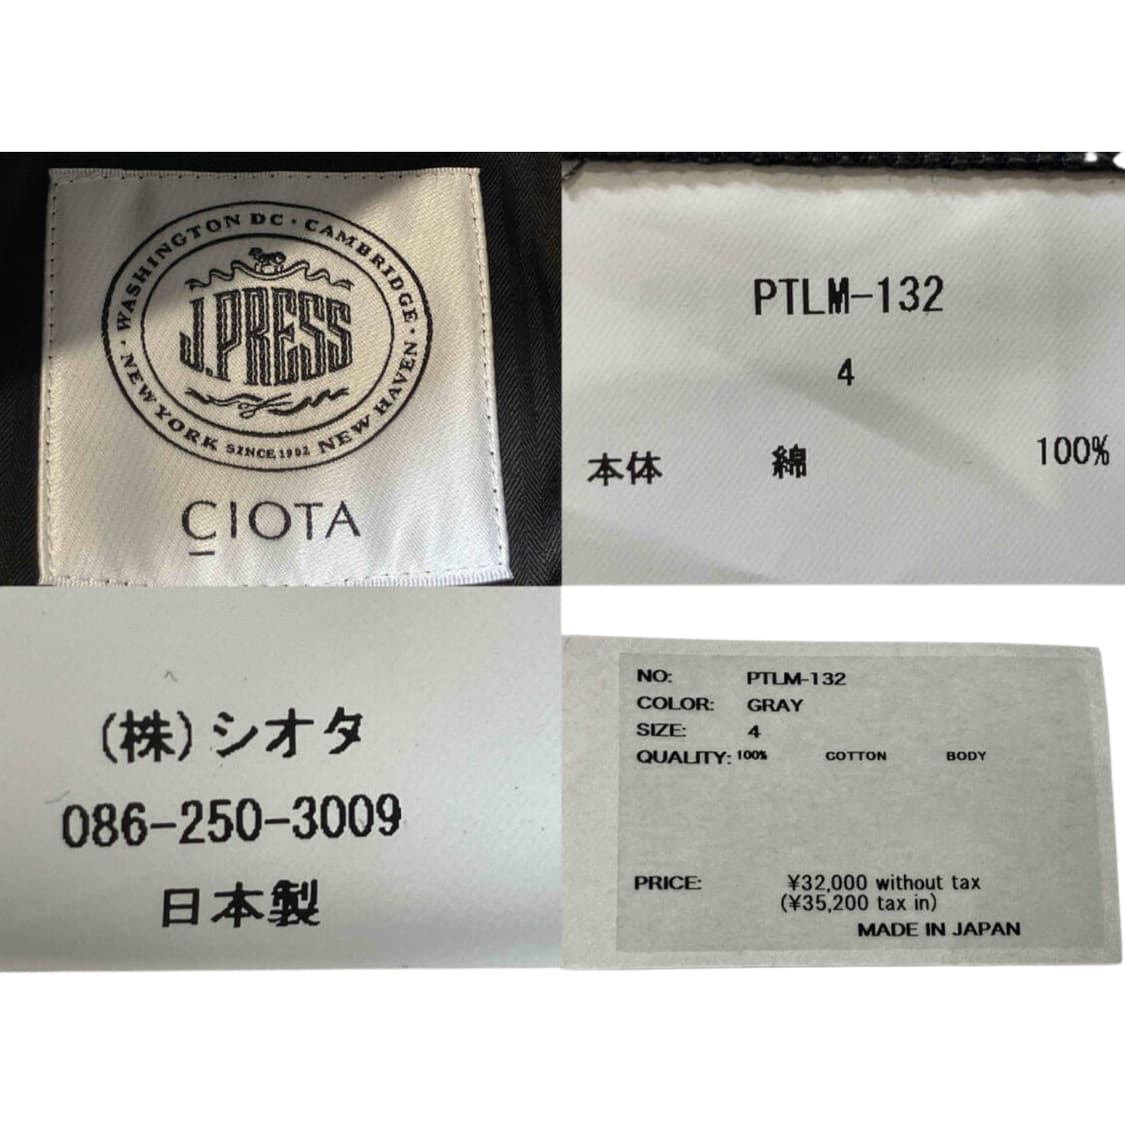 WASHINGTON DC · CAMBRIDGE · NEW HAVEN
SINCE 1902
· NEW YORK
J.PRESS
CIOTA
PTLM-132
4
本体 綿 100%
(株)シオタ
086-250-3009
日本製
NO: PTLM-132
COLOR: GRAY
SIZE: 4
QUALITY: 100% COTTON BODY
PRICE: ¥32,000 without tax
(¥35,200 tax in)
MADE IN JAPAN